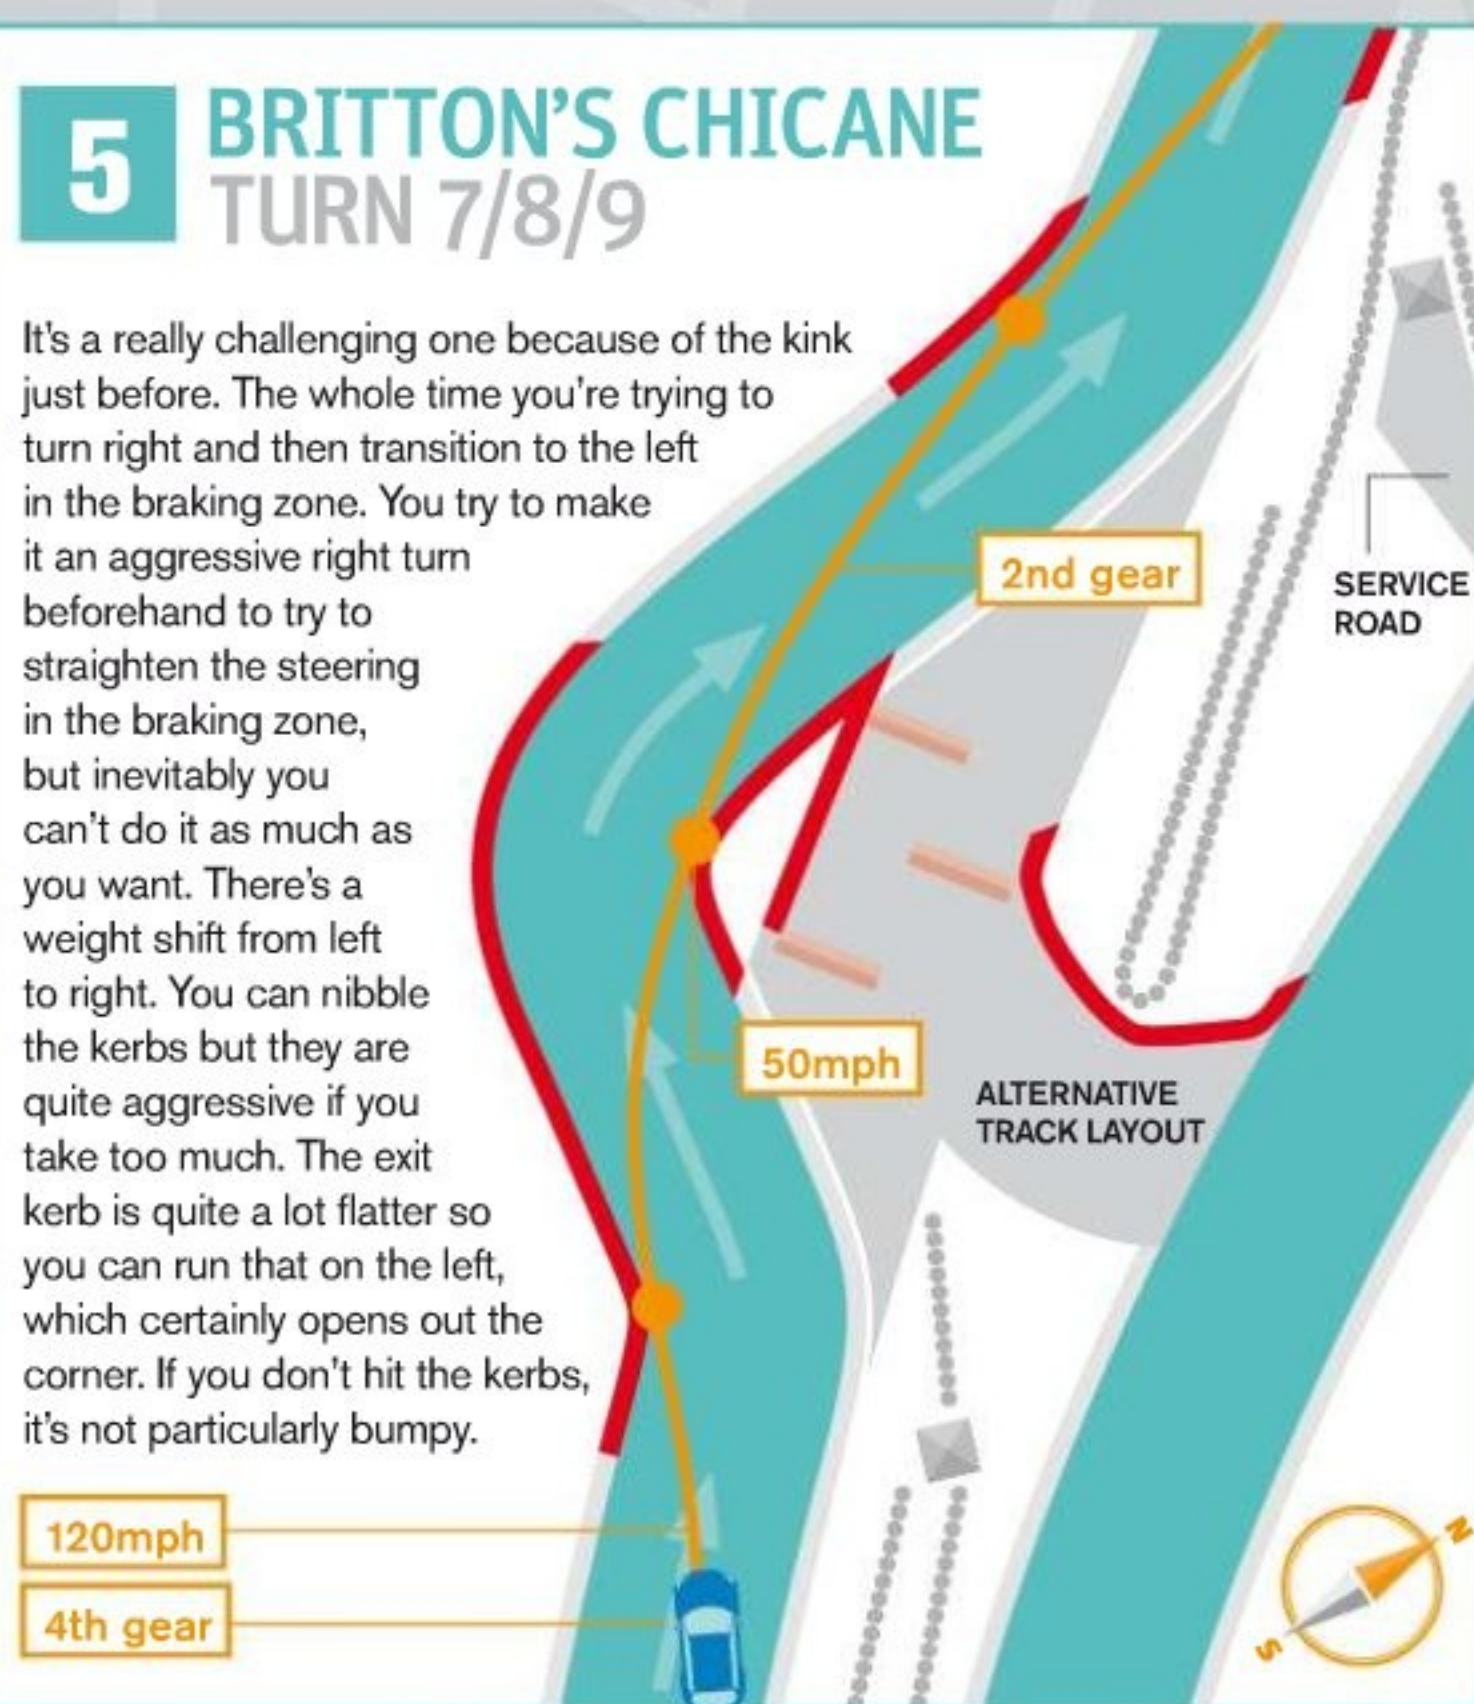 5
BRITTON'S CHICANE
TURN 7/8/9
It's a really challenging one because of the kink
just before. The whole time you're trying to
turn right and then transition to the left
in the braking zone. You try to make
it an aggressive right turn
beforehand to try to
straighten the steering
in the braking zone,
but inevitably you
can't do it as much as
you want. There's a
weight shift from left
to right. You can nibble
the kerbs but they are
quite aggressive if you
take too much. The exit
kerb is quite a lot flatter so
you can run that on the left,
which certainly opens out the
corner. If you don't hit the kerbs,
it's not particularly bumpy.
2nd gear
SERVICE
ROAD
50mph
ALTERNATIVE
TRACK LAYOUT
120mph
4th gear
N
S